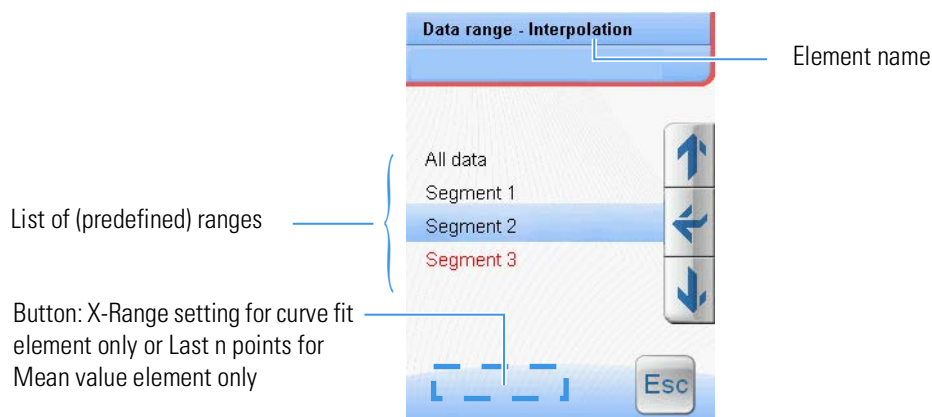 Data range - Interpolation
Element name
All data
Segment 1
List of (predefined) ranges
Segment 2
Segment 3
Button: X-Range setting for curve fit
element only or Last n points for
Mean value element only
Esc